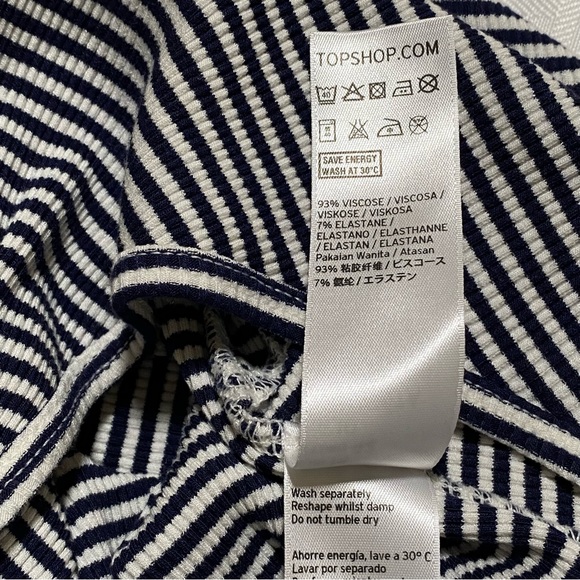 TOPSHOP.COM
40
SAVE ENERGY
WASH AT 30°C
93% VISCOSE / VISCOSA /
VISKOSE / VISKOSA
7% ELASTANE /
ELASTANO / ELASTHANNE
/ ELASTAN / ELASTANA
Pakaian Wanita / Atasan
93% 粘胶纤维 / ビスコース
7% 氨纶 / エラステン
Wash separately
Reshape whilst damp
Do not tumble dry
Ahorre energía, lave a 30º C
Lavar por separado